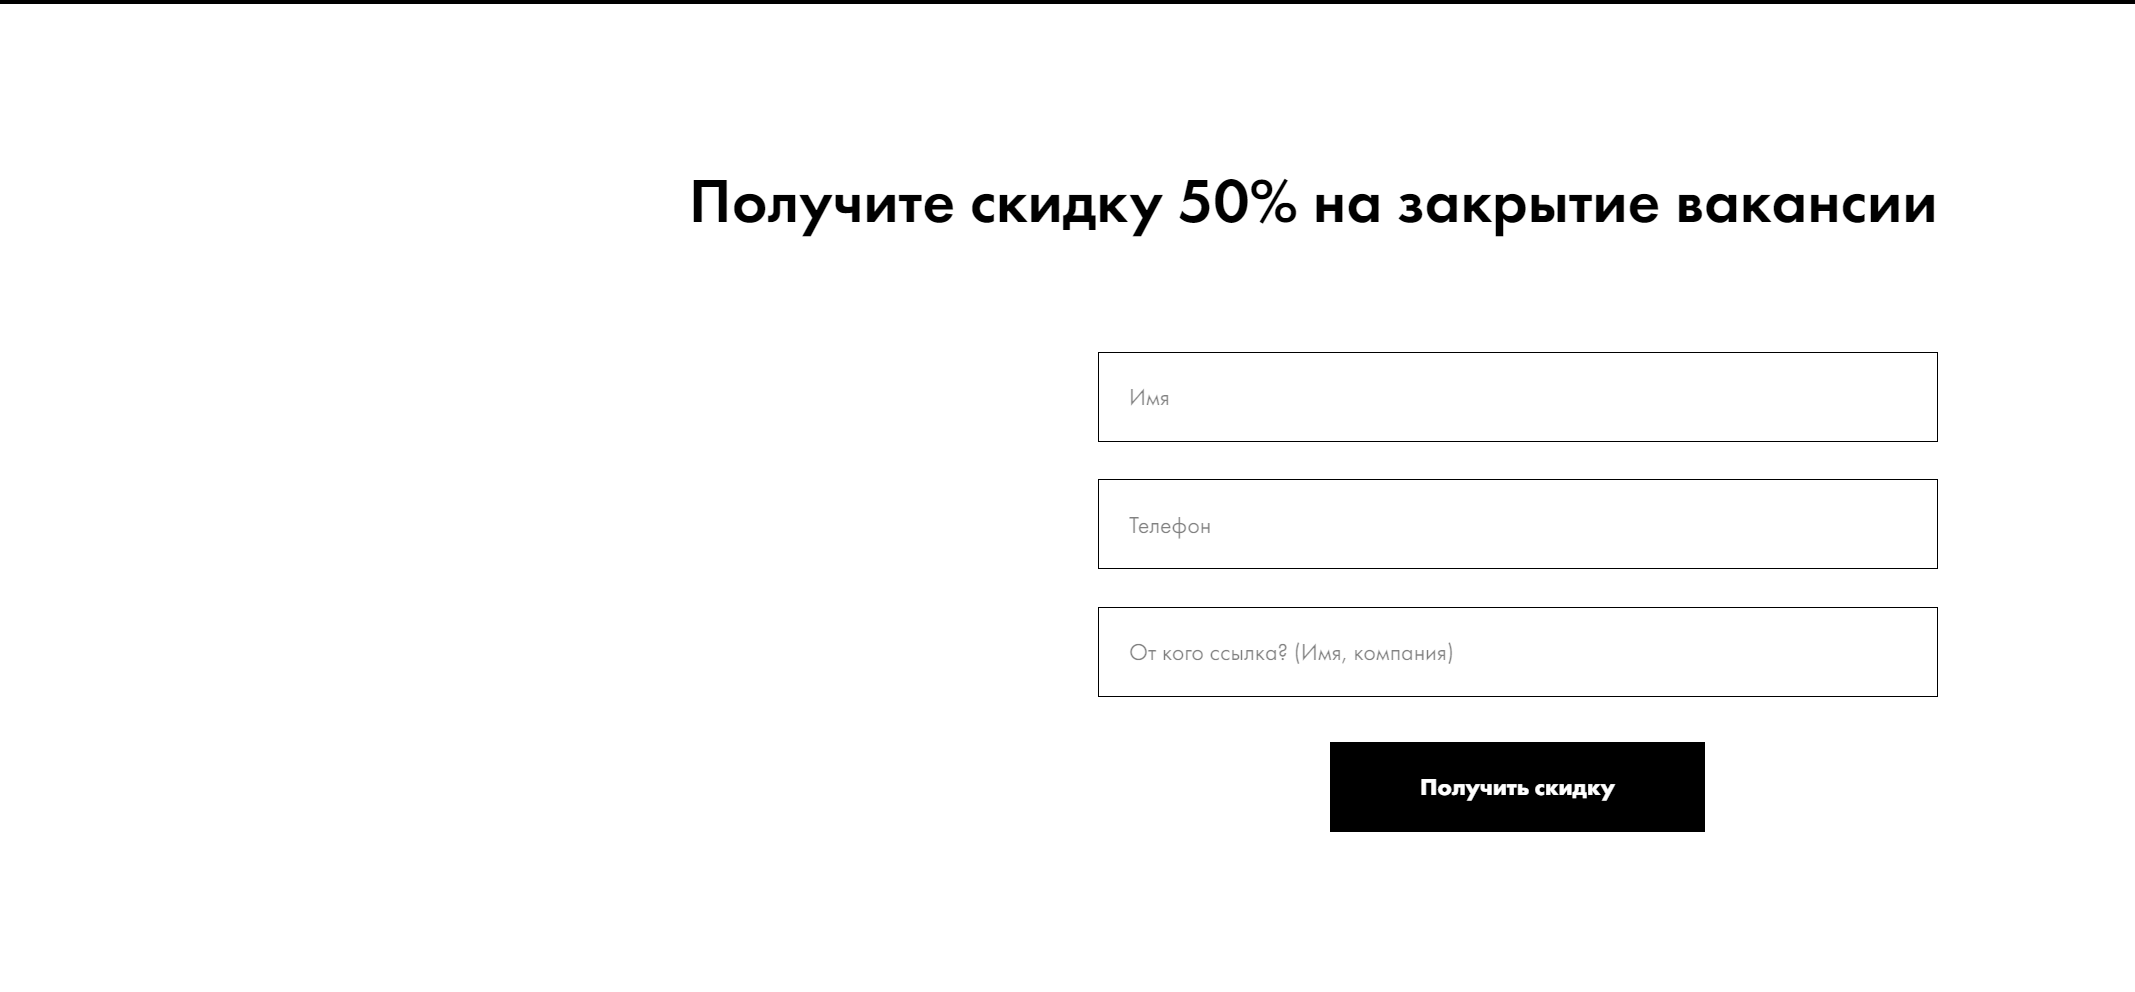 Получите скидку 50% на закрытие вакансии
Имя
Телефон
От кого ссылка? (Имя, компания)
Получить скидку